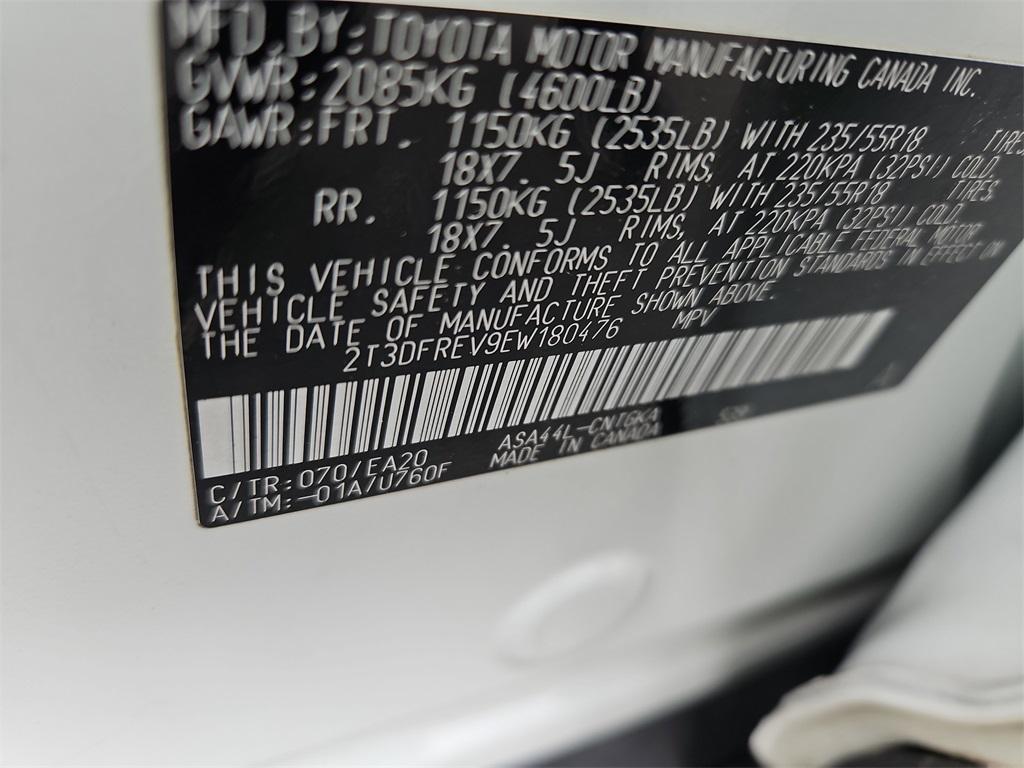 MFD. BY: TOYOTA MOTOR MANUFACTURING CANADA INC.
GVWR: 2085KG (4600LB)
GAWR: FRT. 1150KG (2535LB) WITH 235/55R18 TIRES
18X7. 5J RIMS, AT 220KPA (32PSI) COLD.
RR. 1150KG (2535LB) WITH 235/55R18 TIRES
18X7. 5J RIMS, AT 220KPA (32PSI) COLD.
THIS VEHICLE CONFORMS TO ALL APPLICABLE FEDERAL MOTOR
VEHICLE SAFETY AND THEFT PREVENTION STANDARDS IN EFFECT ON
THE DATE OF MANUFACTURE SHOWN ABOVE.
2T3DFREV9EW180476 MPV
C/TR: 070/EA20 ASA44L-CNTGKA
A/TM: -01A/U760F MADE IN CANADA